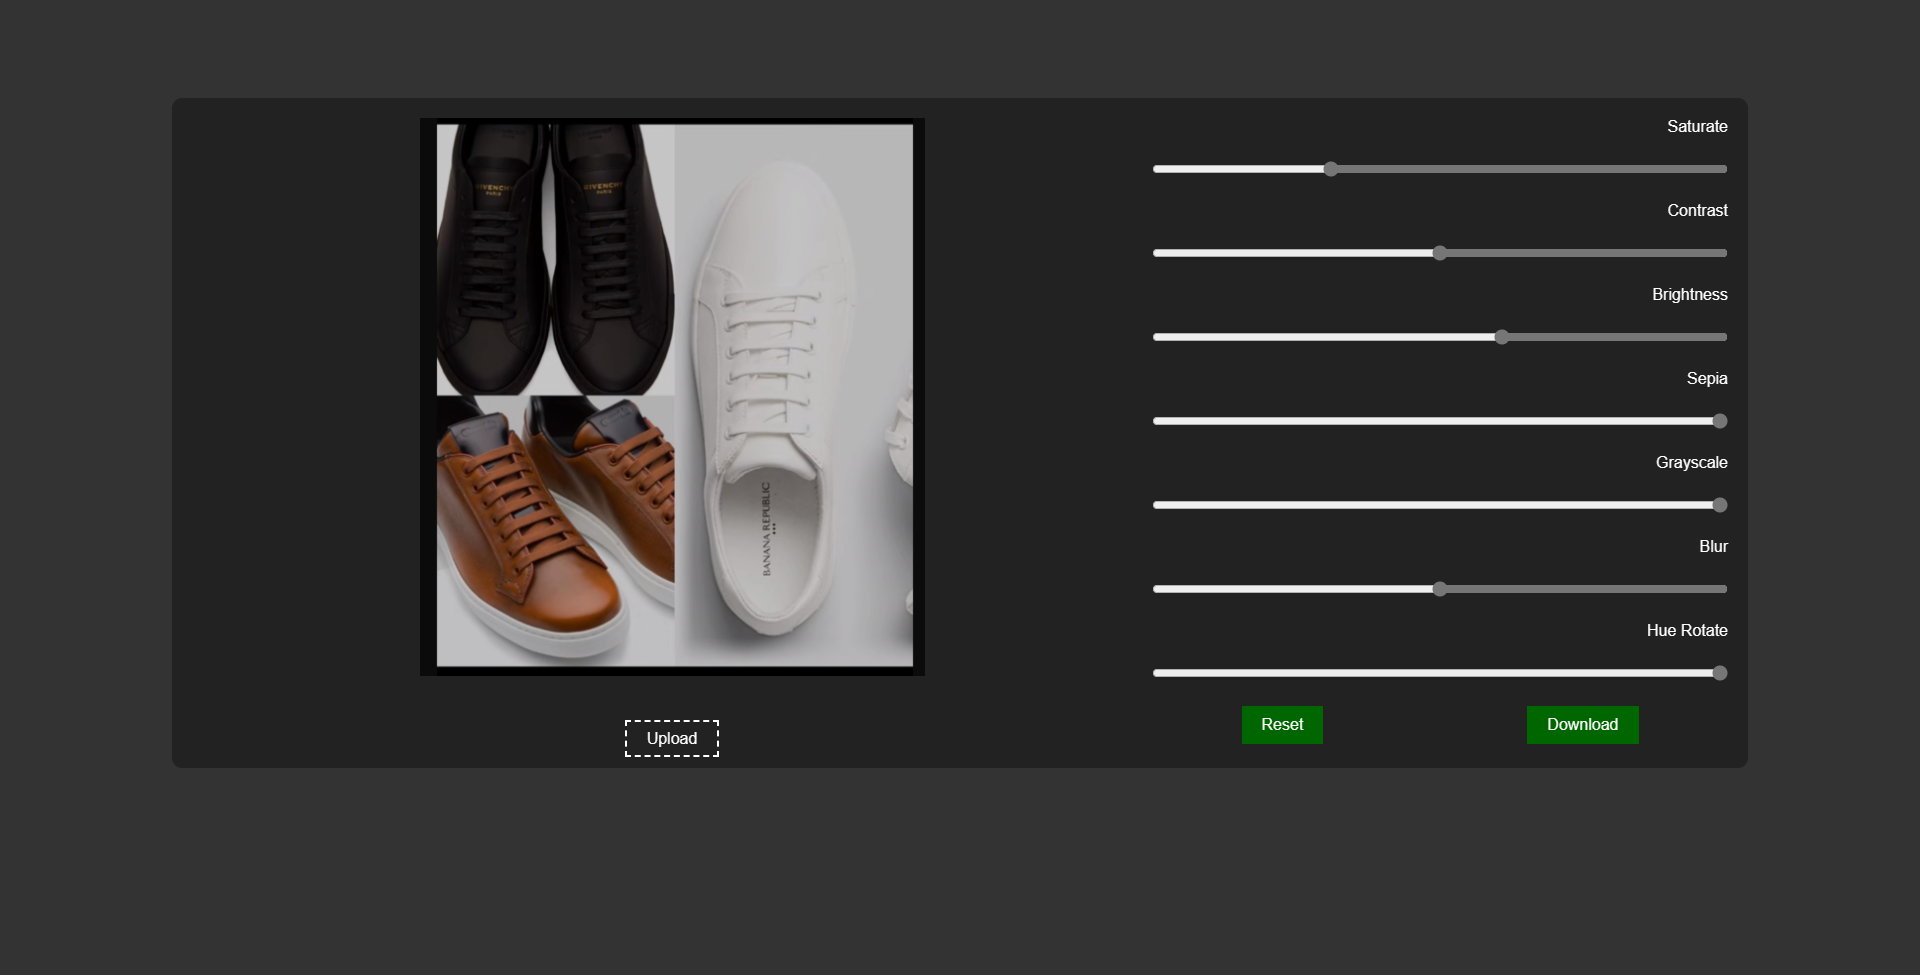 GIVENCHY
PARIS
GIVENCHY
PARIS
BANANA REPUBLIC
Upload
Saturate
Contrast
Brightness
Sepia
Grayscale
Blur
Hue Rotate
Reset
Download